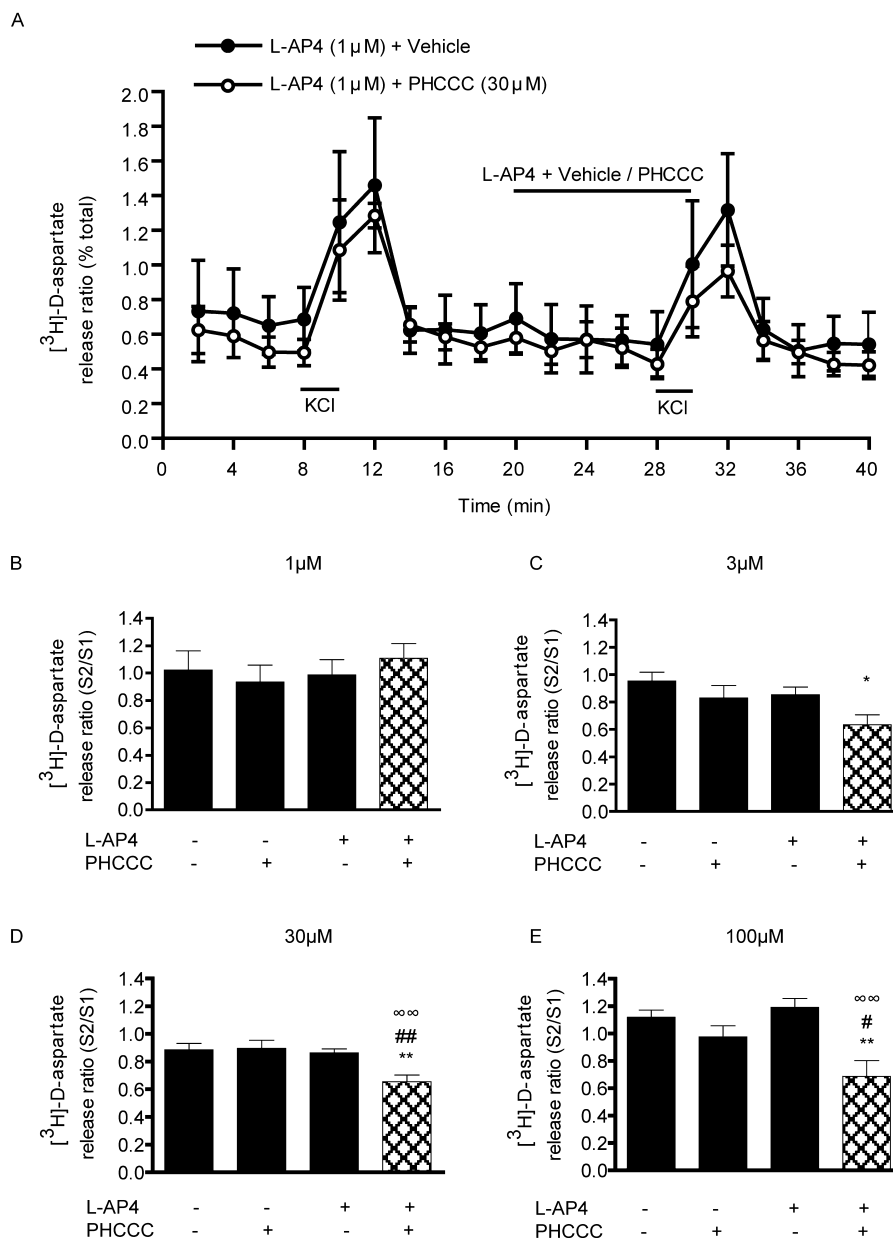 A
L-AP4 (1µM) + Vehicle
L-AP4 (1µM) + PHCCC (30µM)
[³H]-D-aspartate
release ratio (% total)
2.0
1.8
1.6
1.4
1.2
1.0
0.8
0.6
0.4
0.2
0.0
L-AP4 + Vehicle / PHCCC
KCl
KCl
0 4 8 12 16 20 24 28 32 36 40
Time (min)
B
1µM
[³H]-D-aspartate
release ratio (S2/S1)
1.4
1.2
1.0
0.8
0.6
0.4
0.2
0.0
L-AP4 - - + +
PHCCC - + - +
C
3µM
[³H]-D-aspartate
release ratio (S2/S1)
1.4
1.2
1.0
0.8
0.6
0.4
0.2
0.0
*
L-AP4 - - + +
PHCCC - + - +
D
30µM
[³H]-D-aspartate
release ratio (S2/S1)
1.4
1.2
1.0
0.8
0.6
0.4
0.2
0.0
∞∞
##
**
L-AP4 - - + +
PHCCC - + - +
E
100µM
[³H]-D-aspartate
release ratio (S2/S1)
1.4
1.2
1.0
0.8
0.6
0.4
0.2
0.0
∞∞
#
**
L-AP4 - - + +
PHCCC - + - +